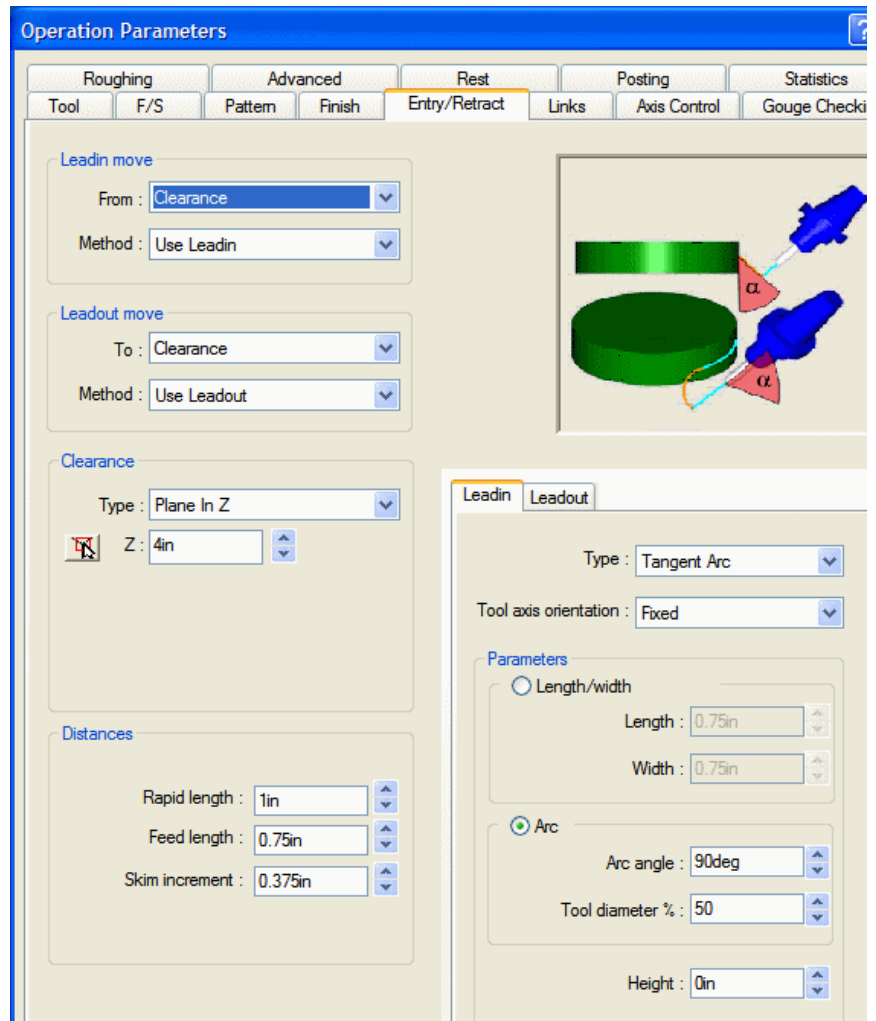 Operation Parameters
?
Roughing Advanced Rest Posting Statistics
Tool F/S Pattern Finish Entry/Retract Links Axis Control Gouge Checki
Leadin move
From : Clearance
Method : Use Leadin
Leadout move
To : Clearance
Method : Use Leadout
α
α
Clearance
Type : Plane In Z
Z : 4in
Distances
Rapid length : 1in
Feed length : 0.75in
Skim increment : 0.375in
Leadin Leadout
Type : Tangent Arc
Tool axis orientation : Fixed
Parameters
Length/width
Length : 0.75in
Width : 0.75in
Arc
Arc angle : 90deg
Tool diameter % : 50
Height : 0in